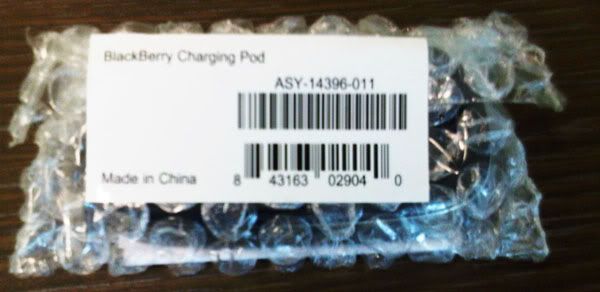 BlackBerry Charging Pod
ASY-14396-011
Made in China
8 43163 02904 0